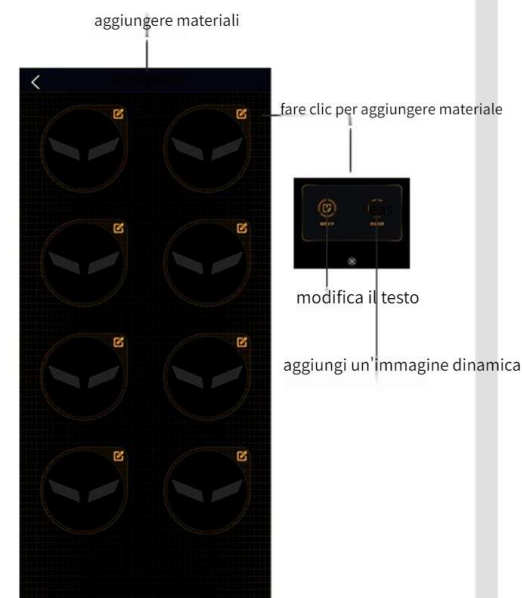 aggiungere materiali
fare clic per aggiungere materiale
modifica il testo
aggiungi un'immagine dinamica